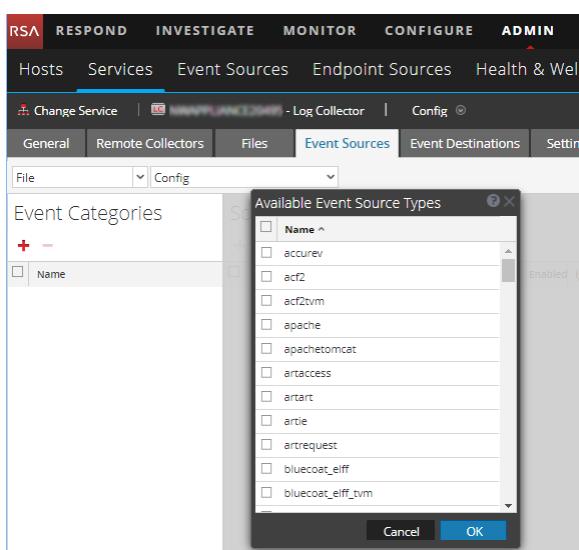 RSA RESPOND INVESTIGATE MONITOR CONFIGURE ADMIN
Hosts Services Event Sources Endpoint Sources Health & Wel
Change Service | LC - Log Collector | Config
General Remote Collectors Files Event Sources Event Destinations Settin
File Config
Event Categories
Available Event Source Types
Name
Name
Enabled
accurev
acf2
acf2tvm
apache
apachetomcat
artaccess
artart
artie
artrequest
bluecoat_elff
bluecoat_elff_tvm
Cancel OK